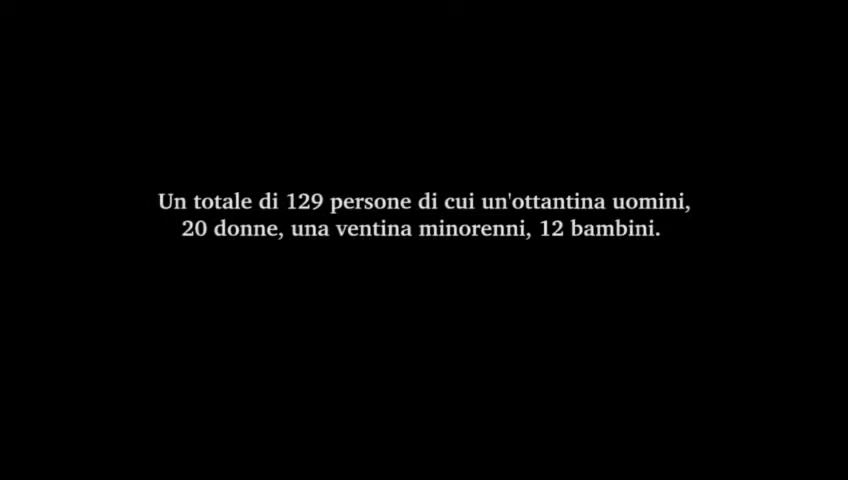 Un totale di 129 persone di cui un'ottantina uomini,
20 donne, una ventina minorenni, 12 bambini.